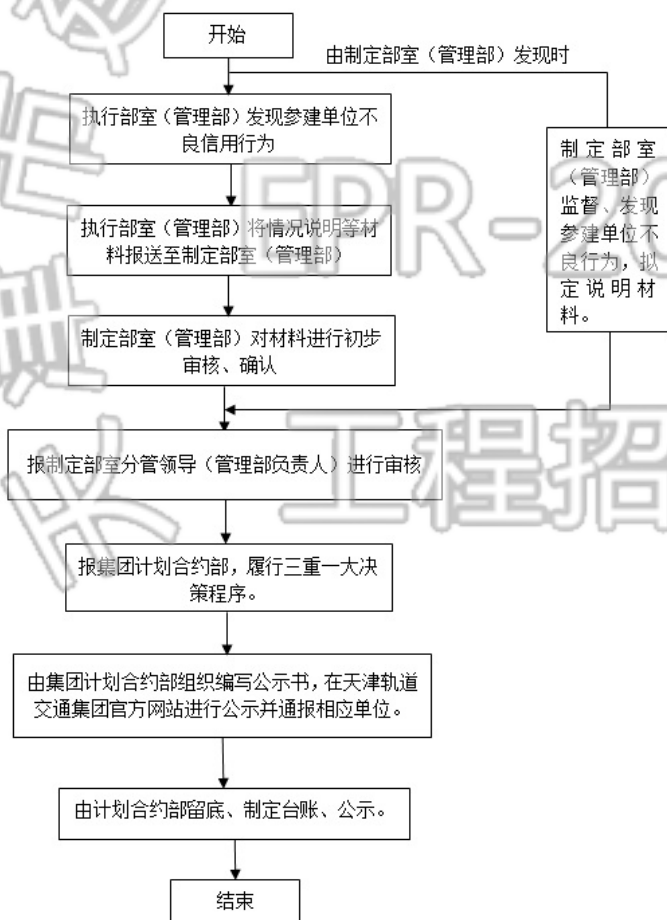 开始
由制定部室（管理部）发现时
执行部室（管理部）发现参建单位不
良信用行为
制定部室
（管理部）
监督、发现
参建单位不
良行为，拟
定说明材
料。
执行部室（管理部）将情况说明等材
料报送至制定部室（管理部）
制定部室（管理部）对材料进行初步
审核、确认
报制定部室分管领导（管理部负责人）进行审核
报集团计划合约部，履行三重一大决
策程序。
由集团计划合约部组织编写公示书，在天津轨道
交通集团官方网站进行公示并通报相应单位。
由计划合约部留底、制定台账、公示。
结束
EPR-20
工程招